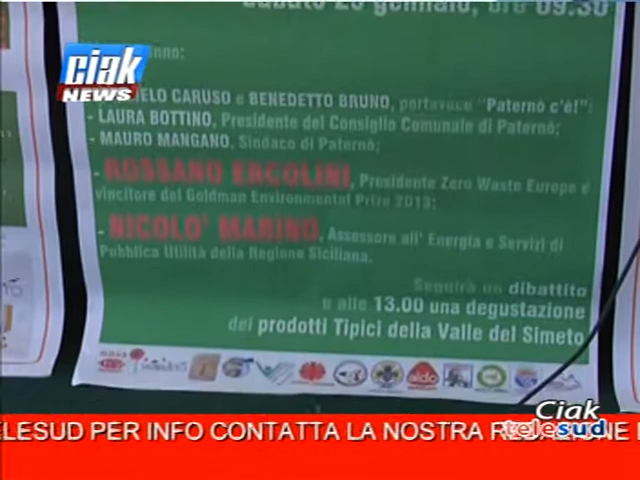 gennaio, ore 09.30
ciak
NEWS
CARUSO e BENEDETTO BRUNO, portavoce "Paternò c'è!":
- LAURA BOTTINO, Presidente del Consiglio Comunale di Paternò;
- MAURO MANGANO, Sindaco di Paternò;
- ROSSANO ERCOLINI, Presidente Zero Waste Europe e
vincitore del Goldman Environmental Prize 2013;
- NICOLO' MARINO, Assessore all' Energia e Servizi di
Pubblica Utilità della Regione Siciliana.
Seguirà un dibattito
e alle 13.00 una degustazione
dei prodotti Tipici della Valle del Simeto
Ciak
telesud
ELESUD PER INFO CONTATTA LA NOSTRA